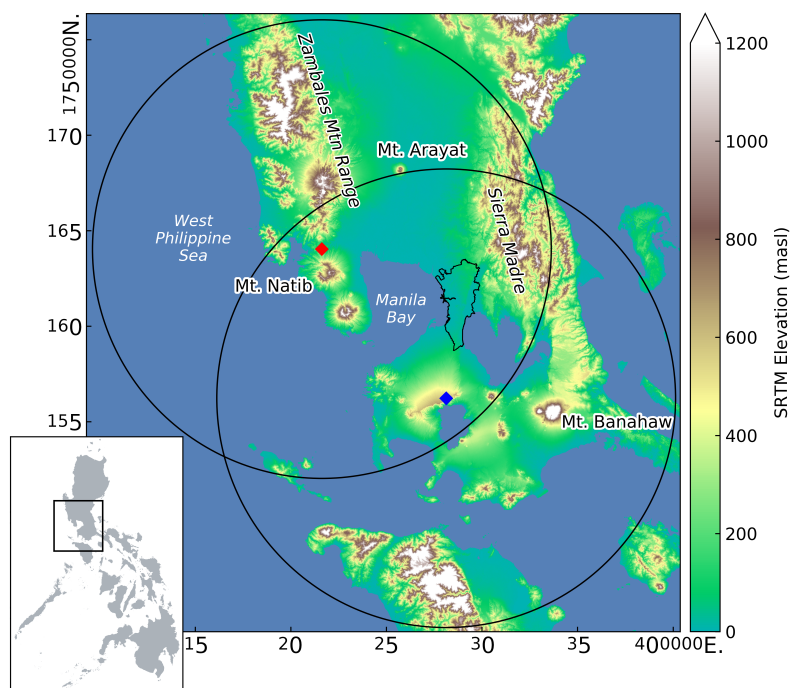 1750000N.
170
165
160
155
15
20
25
30
35
400000E.
Zambales Mtn Range
Mt. Arayat
Sierra Madre
West
Philippine
Sea
Mt. Natib
Manila
Bay
Mt. Banahaw
1200
1000
800
600
400
200
0
SRTM Elevation (masl)